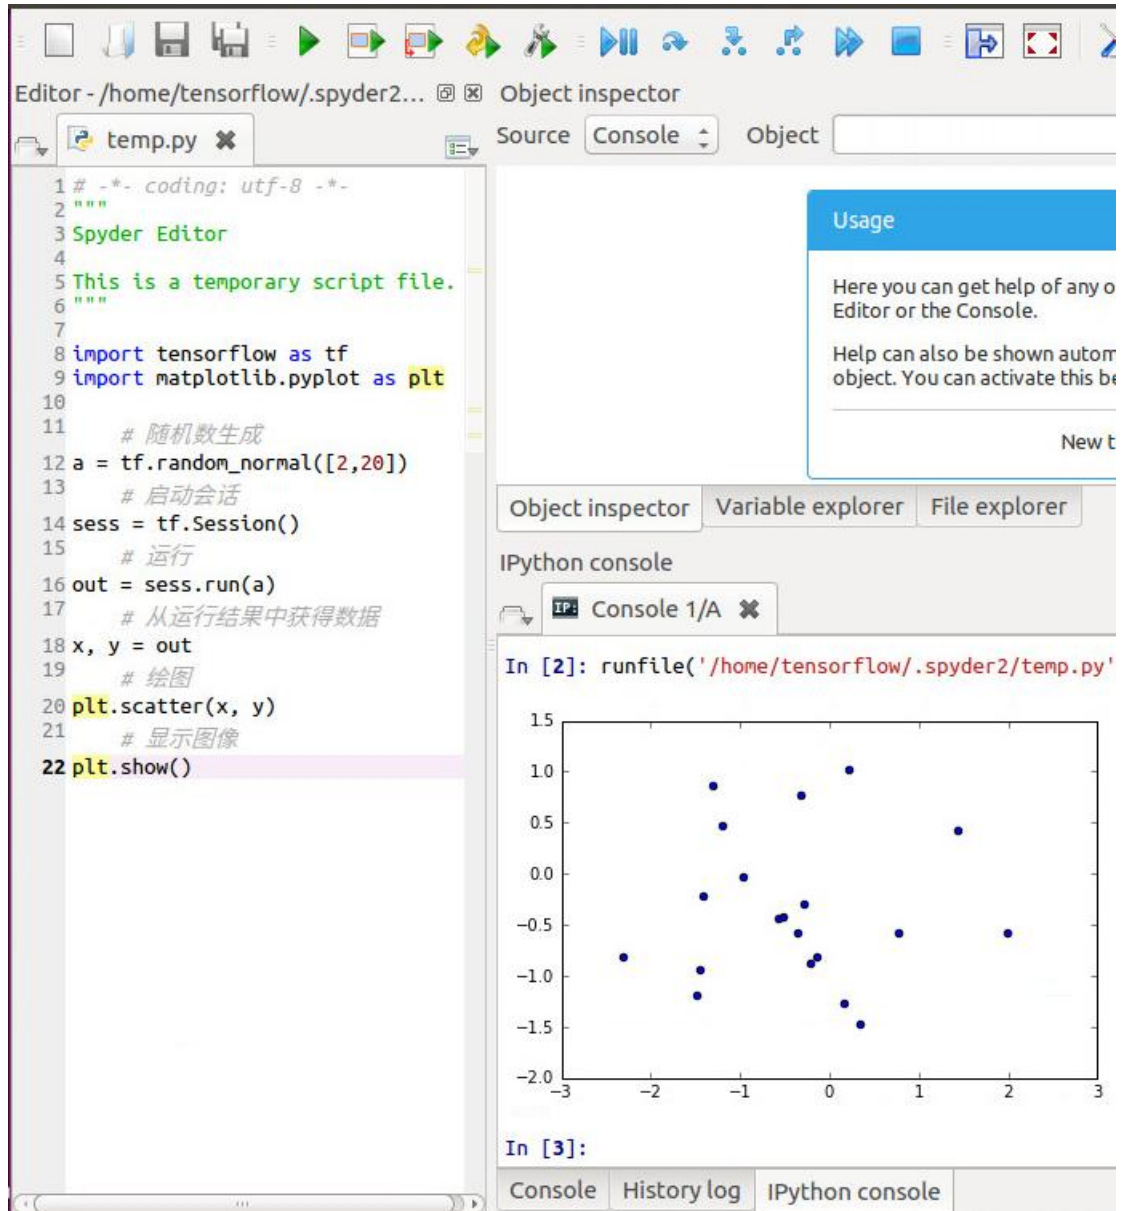 Editor - /home/tensorflow/.spyder2...
temp.py
1 # -*- coding: utf-8 -*-
2 """
3 Spyder Editor
4
5 This is a temporary script file.
6 """
7
8 import tensorflow as tf
9 import matplotlib.pyplot as plt
10
11 # 随机数生成
12 a = tf.random_normal([2,20])
13 # 启动会话
14 sess = tf.Session()
15 # 运行
16 out = sess.run(a)
17 # 从运行结果中获得数据
18 x, y = out
19 # 绘图
20 plt.scatter(x, y)
21 # 显示图像
22 plt.show()
Object inspector
Source Console Object
Usage
Here you can get help of any o
Editor or the Console.
Help can also be shown autom
object. You can activate this be
New t
Object inspector Variable explorer File explorer
IPython console
IP: Console 1/A
In [2]: runfile('/home/tensorflow/.spyder2/temp.py'
1.5
1.0
0.5
0.0
−0.5
−1.0
−1.5
−2.0
−3 −2 −1 0 1 2 3
In [3]:
Console History log IPython console